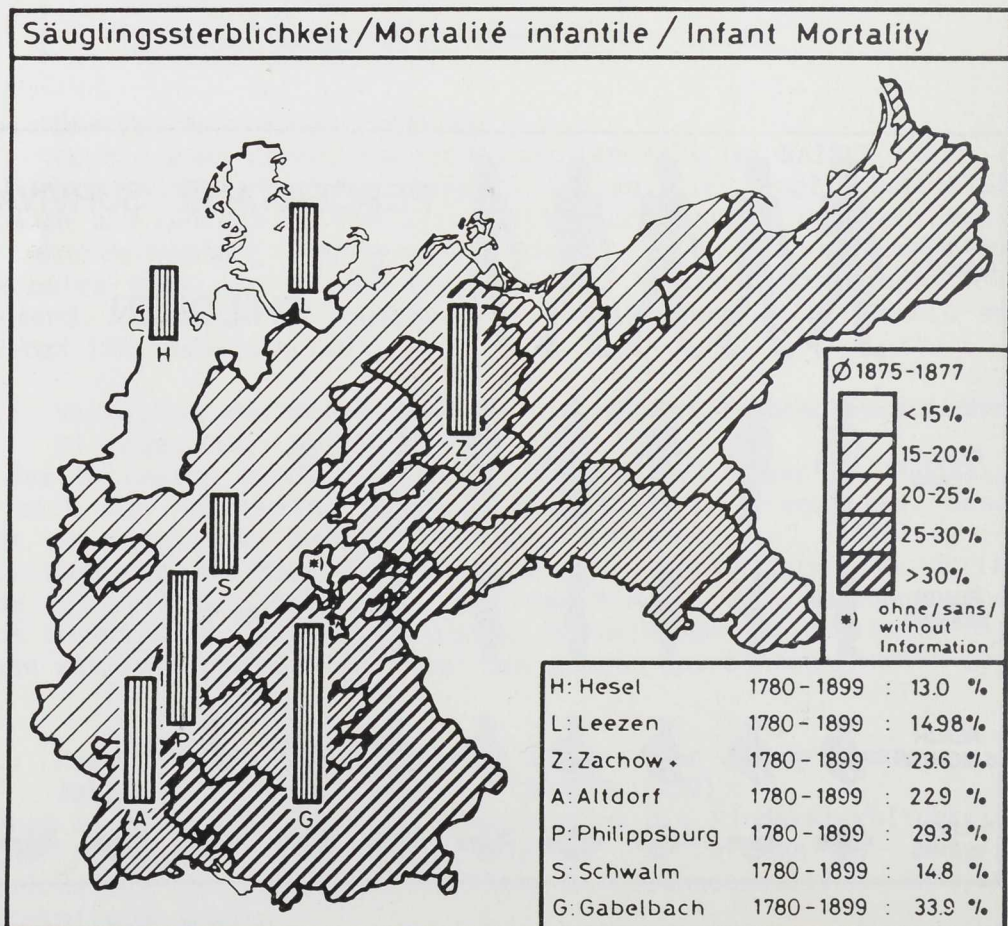 Säuglingssterblichkeit/Mortalité infantile / Infant Mortality
L
H
Z
Ø 1875-1877
<15%
15-20%
20-25%
25-30%
>30%
*) ohne/sans/
without
Information
*)
S
P
A
G
H: Hesel 1780-1899 : 13.0 %
L: Leezen 1780-1899 : 14.98%
Z: Zachow+ 1780-1899 : 23.6 %
A: Altdorf 1780-1899 : 22.9 %
P: Philippsburg 1780-1899 : 29.3 %
S: Schwalm 1780-1899 : 14.8 %
G: Gabelbach 1780-1899 : 33.9 %